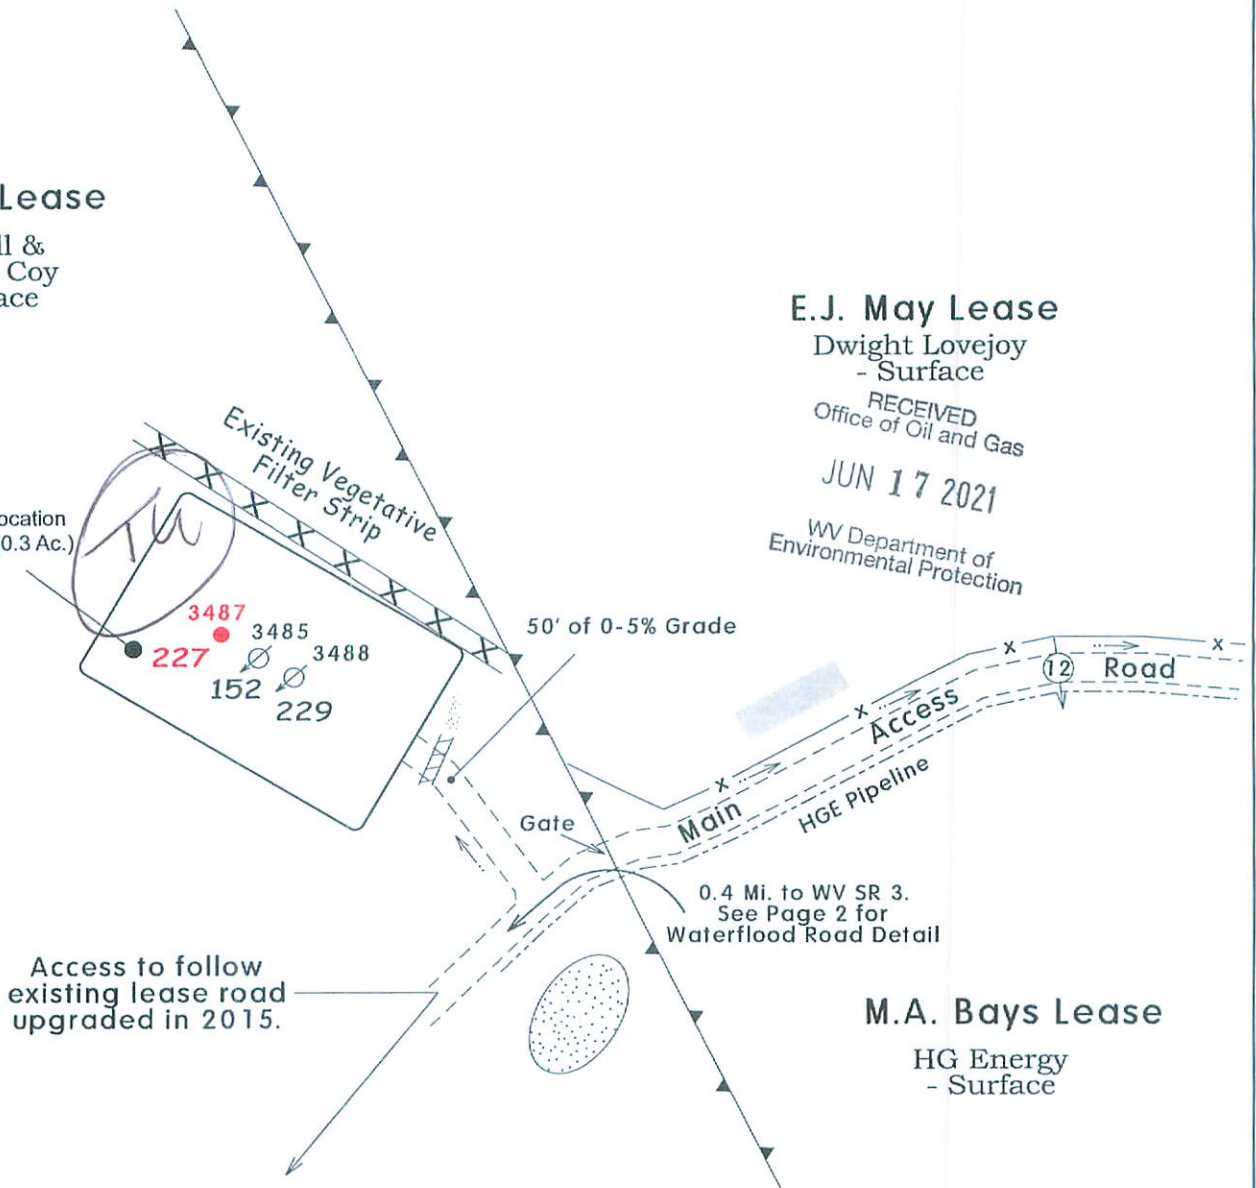 Lease
ll &
Coy
ace
E.J. May Lease
Dwight Lovejoy
- Surface
RECEIVED
Office of Oil and Gas
JUN 17 2021
WV Department of
Environmental Protection
Existing Vegetative
Filter Strip
ocation
0.3 Ac.)
3487
227
3485
152
3488
229
50' of 0-5% Grade
12
Main Access Road
HGE Pipeline
Gate
0.4 Mi. to WV SR 3.
See Page 2 for
Waterflood Road Detail
Access to follow
existing lease road
upgraded in 2015.
M.A. Bays Lease
HG Energy
- Surface